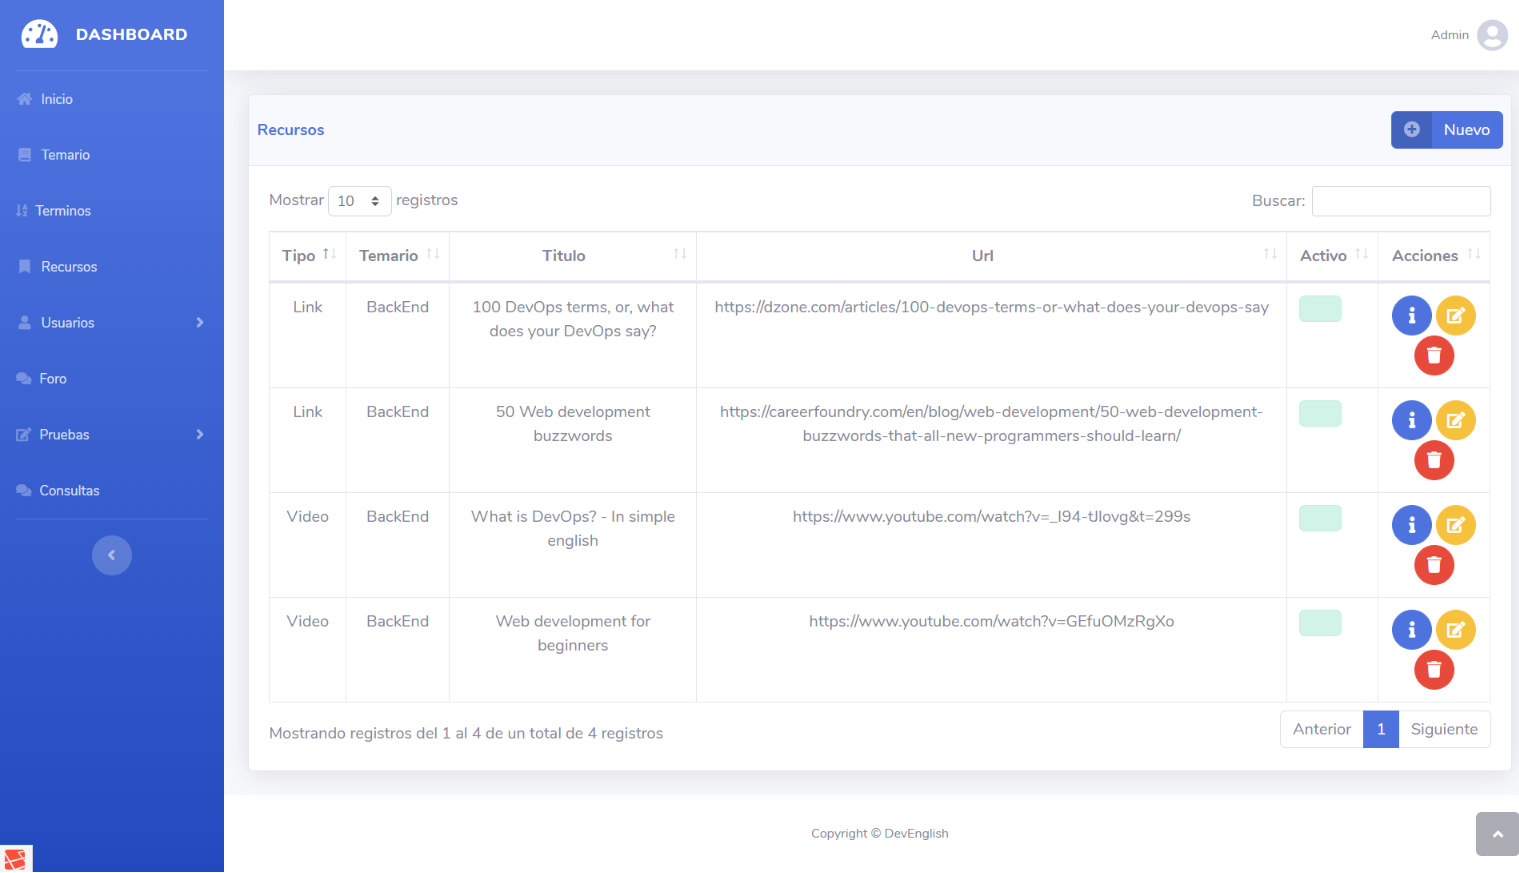 DASHBOARD
Admin
Inicio
Temario
Terminos
Recursos
Usuarios
Foro
Pruebas
Consultas
Recursos
Nuevo
Mostrar 10 registros
Buscar:
Tipo Temario Titulo Url Activo Acciones
Link BackEnd 100 DevOps terms, or, what https://dzone.com/articles/100-devops-terms-or-what-does-your-devops-say
does your DevOps say?
Link BackEnd 50 Web development https://careerfoundry.com/en/blog/web-development/50-web-development-
buzzwords buzzwords-that-all-new-programmers-should-learn/
Video BackEnd What is DevOps? - In simple https://www.youtube.com/watch?v=_I94-tJlovg&t=299s
english
Video BackEnd Web development for https://www.youtube.com/watch?v=GEfuOMzRgXo
beginners
Mostrando registros del 1 al 4 de un total de 4 registros
Anterior 1 Siguiente
Copyright © DevEnglish